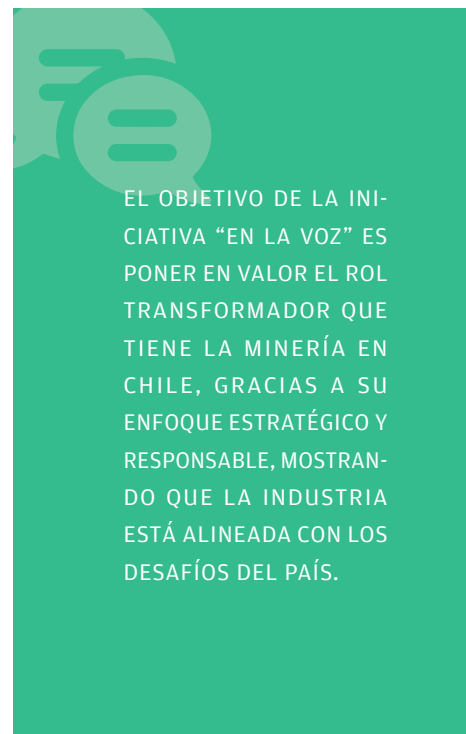 EL OBJETIVO DE LA INI-
CIATIVA “EN LA VOZ” ES
PONER EN VALOR EL ROL
TRANSFORMADOR QUE
TIENE LA MINERÍA EN
CHILE, GRACIAS A SU
ENFOQUE ESTRATÉGICO Y
RESPONSABLE, MOSTRAN-
DO QUE LA INDUSTRIA
ESTÁ ALINEADA CON LOS
DESAFÍOS DEL PAÍS.